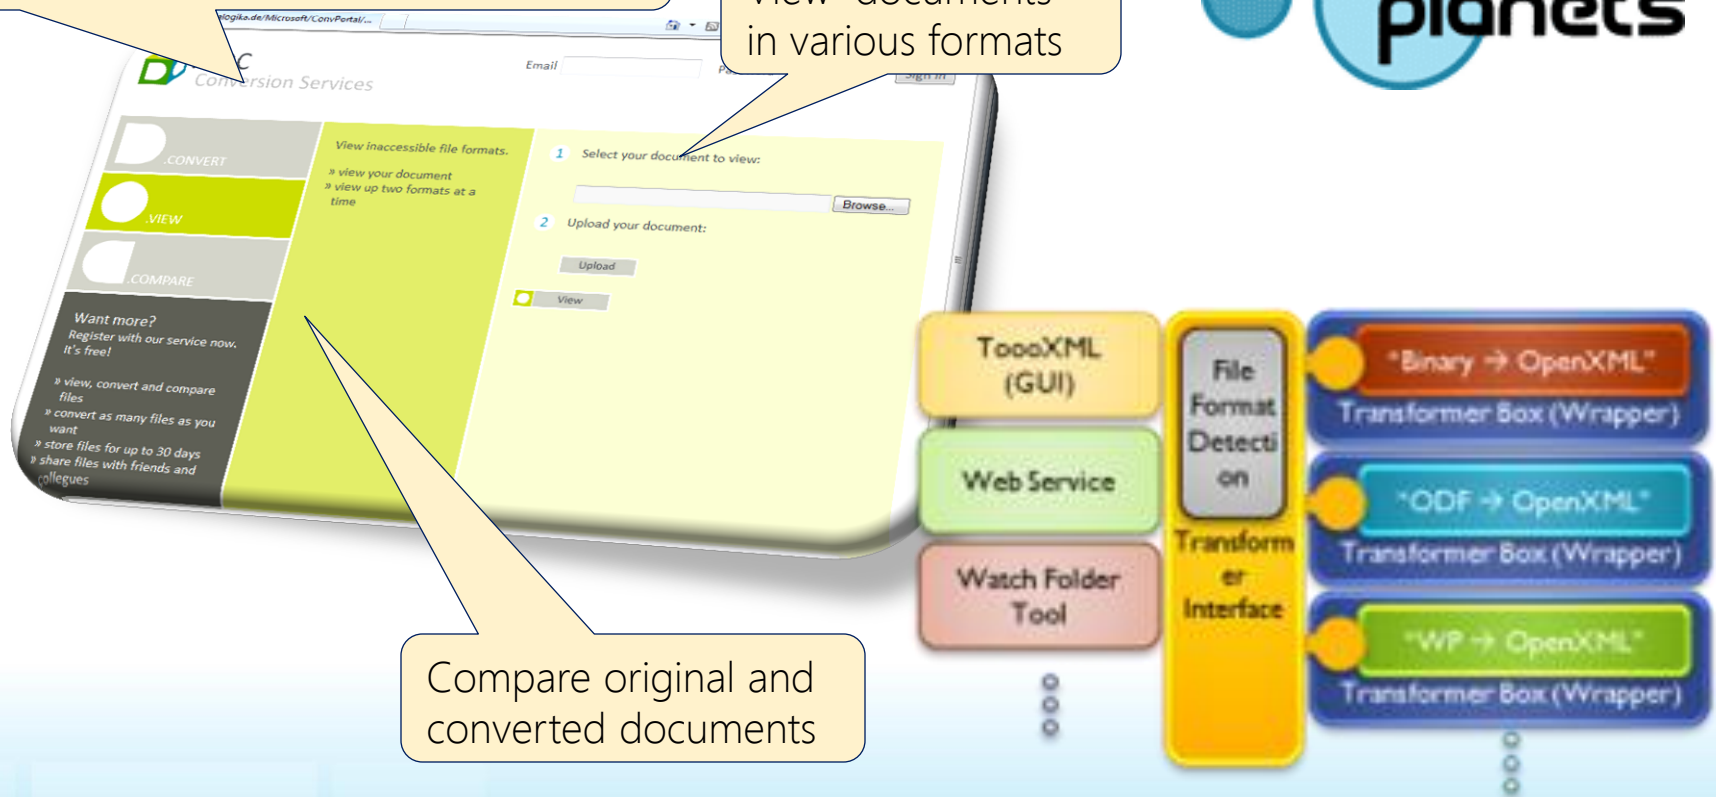 View documents
in various formats
planets
elogika.de/Microsoft/ConvPortal/...
C
Conversion Services
Email
Sign in
.CONVERT
.VIEW
.COMPARE
Want more?
Register with our service now.
It's free!
» view, convert and compare
files
» convert as many files as you
want
» store files for up to 30 days
» share files with friends and
collegues
View inaccessible file formats.
» view your document
» view up two formats at a
time
1 Select your document to view:
Browse...
2 Upload your document:
Upload
View
Compare original and
converted documents
ToooXML
(GUI)
Web Service
Watch Folder
Tool
File
Format
Detecti
on
Transform
er
Interface
"Binary → OpenXML"
Transformer Box (Wrapper)
"ODF → OpenXML"
Transformer Box (Wrapper)
"WP → OpenXML"
Transformer Box (Wrapper)